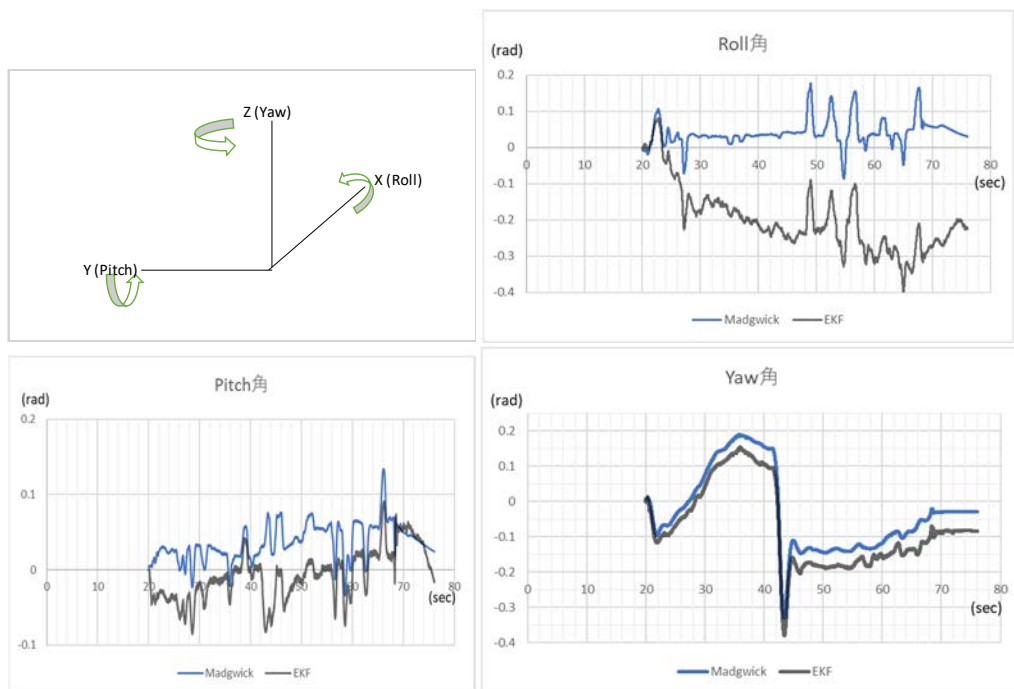 Z (Yaw)
X (Roll)
Y (Pitch)
Roll角
(rad)
0.2
0.1
0
-0.1
-0.2
-0.3
-0.4
0 10 20 30 40 50 60 70 80
(sec)
Madgwick EKF
Pitch角
(rad)
0.2
0.1
0
-0.1
0 10 20 30 40 50 60 70 80
(sec)
Madgwick EKF
Yaw角
(rad)
0.2
0.1
0
-0.1
-0.2
-0.3
-0.4
0 10 20 30 40 50 60 70 80
(sec)
Madgwick EKF